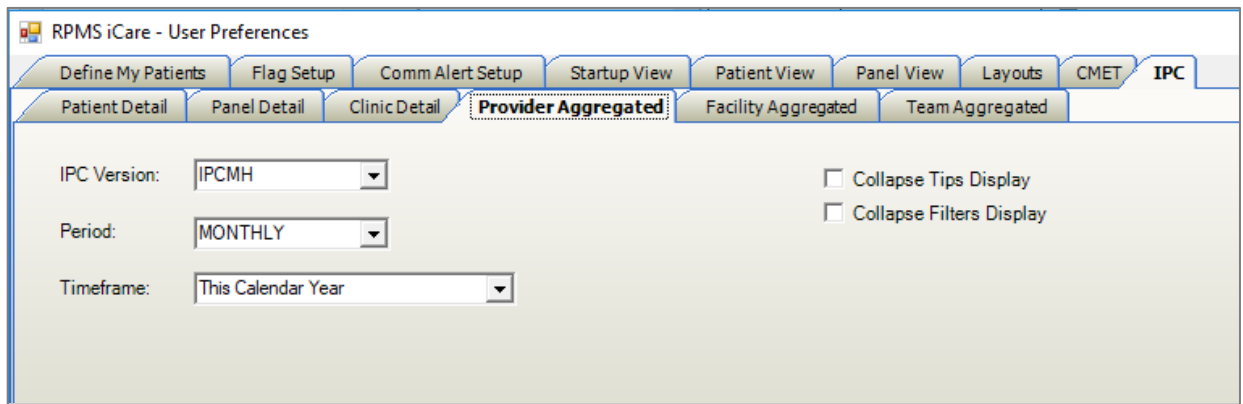 RPMS iCare - User Preferences
Define My Patients Flag Setup Comm Alert Setup Startup View Patient View Panel View Layouts CMET IPC
Patient Detail Panel Detail Clinic Detail Provider Aggregated Facility Aggregated Team Aggregated
IPC Version: IPCMH Collapse Tips Display
Collapse Filters Display
Period: MONTHLY
Timeframe: This Calendar Year